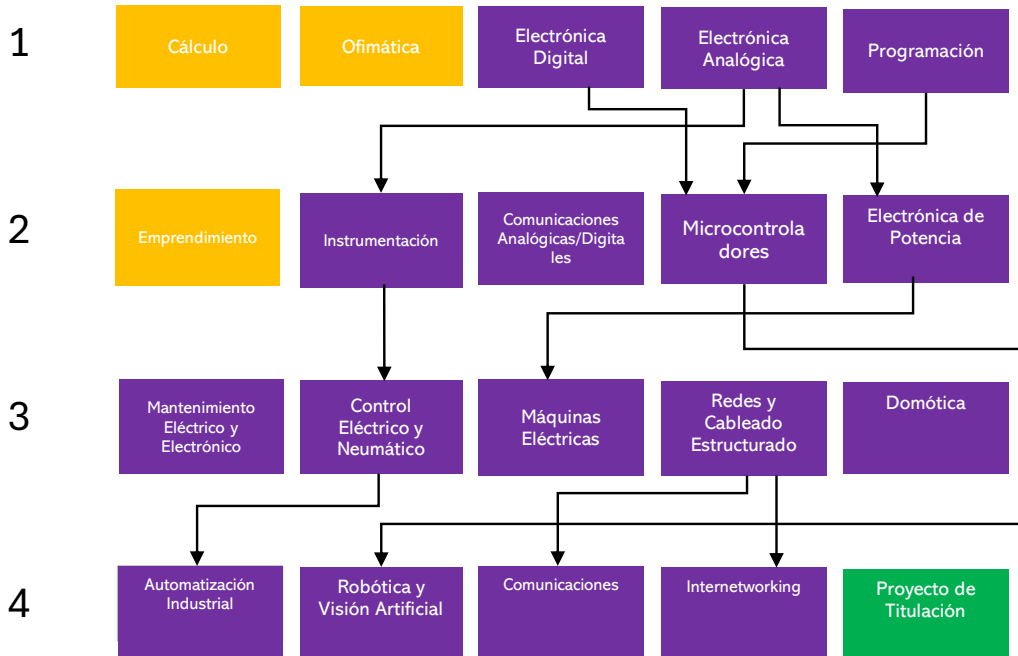 1
Cálculo
Ofimática
Electrónica
Digital
Electrónica
Analógica
Programación
2
Emprendimiento
Instrumentación
Comunicaciones
Analógicas/Digita
les
Microcontrola
dores
Electrónica de
Potencia
3
Mantenimiento
Eléctrico y
Electrónico
Control
Eléctrico y
Neumático
Máquinas
Eléctricas
Redes y
Cableado
Estructurado
Domótica
4
Automatización
Industrial
Robótica y
Visión Artificial
Comunicaciones
Internetworking
Proyecto de
Titulación